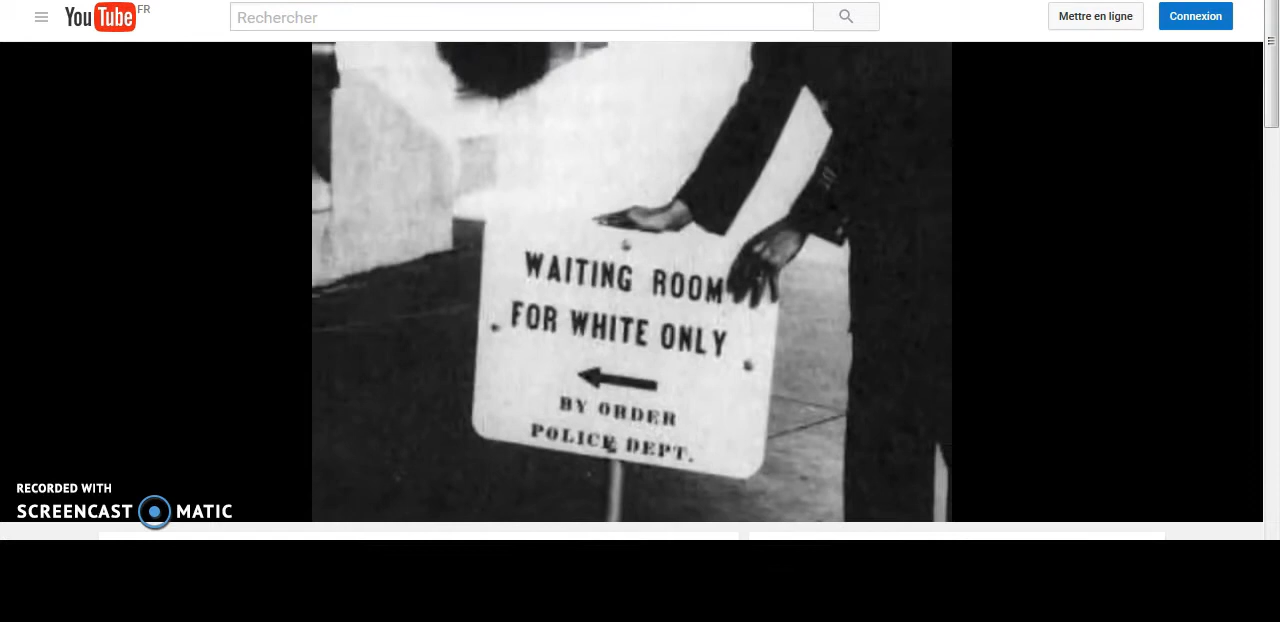 YouTube FR
Rechercher
Mettre en ligne
Connexion
WAITING ROOM
FOR WHITE ONLY
BY ORDER
POLICE DEPT.
RECORDED WITH
SCREENCAST MATIC